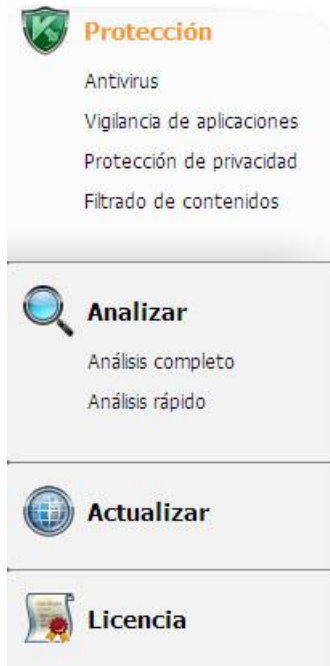 Protección
Antivirus
Vigilancia de aplicaciones
Protección de privacidad
Filtrado de contenidos
Analizar
Análisis completo
Análisis rápido
Actualizar
Licencia